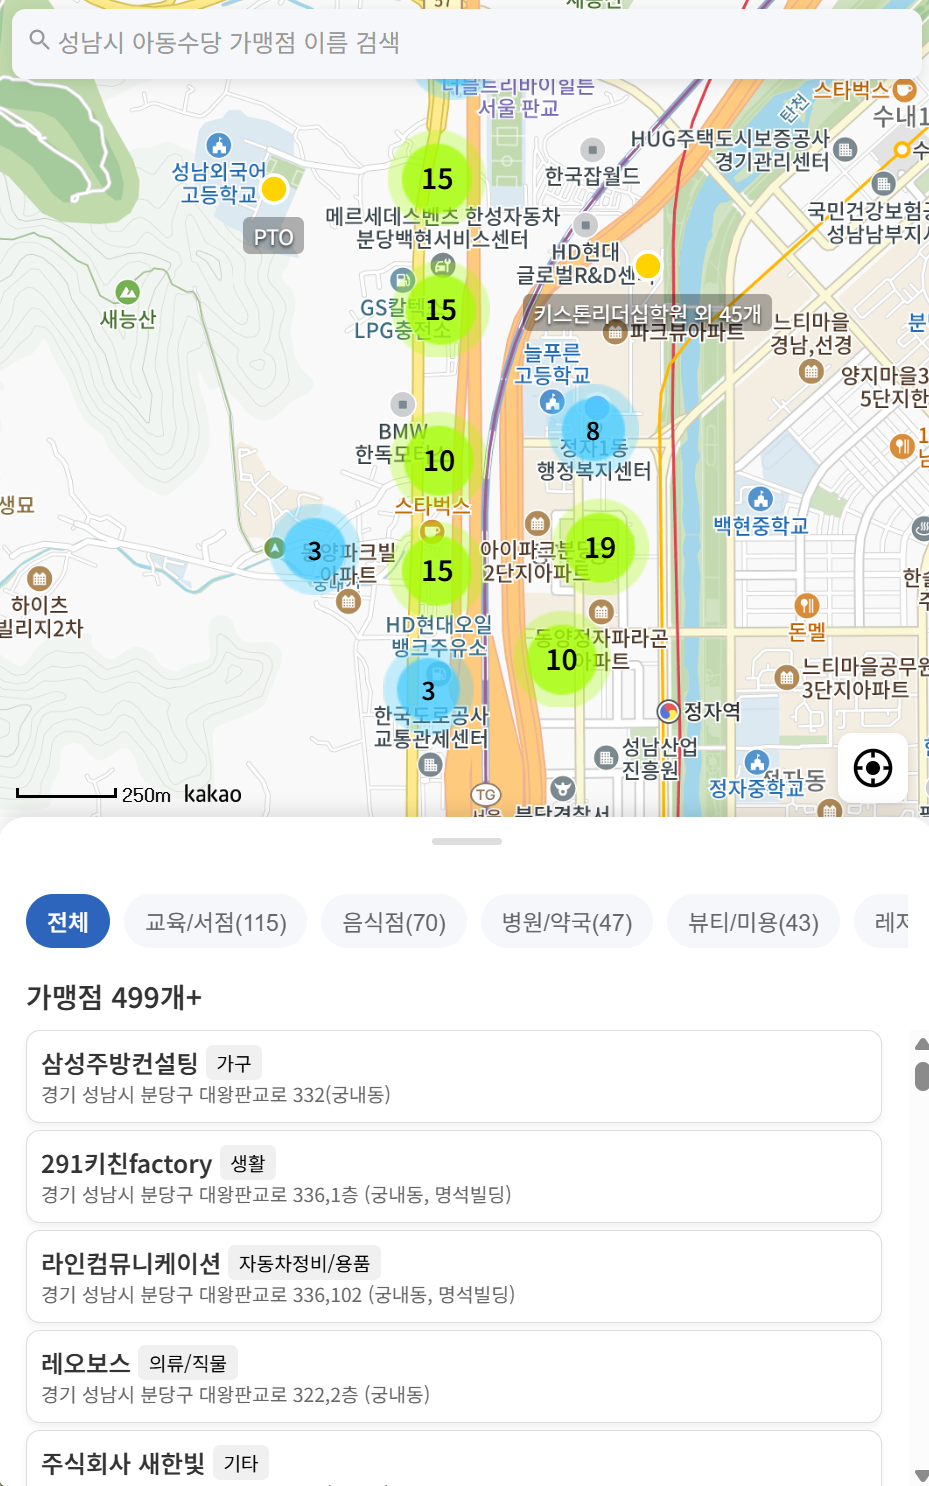 57
성남시 아동수당 가맹점 이름 검색
더블트리바이힐튼
서울 판교
스타벅스
탄천
수내1
HUG주택도시보증공사
경기관리센터
성남외국어
고등학교
15
한국잡월드
PTO
메르세데스벤츠 한성자동차
분당백현서비스센터
국민건강보험공
성남남부지사
HD현대
글로벌R&D센
GS칼텍
LPG충전소
15
새능산
키스톤리더십학원 외 45개
파크뷰아파트
느티마을
경남,선경
분
늘푸른
고등학교
양지마을3
5단지한
BMW
한독모터
10
8
정자1동
행정복지센터
생묘
스타벅스
백현중학교
3
동양파크빌
아파트
15
아이파크분당
2단지아파트
19
하이츠
빌리지2차
돈멜
HD현대오일
뱅크주유소
동양정자파라곤
아파트
10
느티마을공무원
3단지아파트
3
한국도로공사
교통관제센터
정자역
성남산업
진흥원
정자중학교
정자동
250m kakao
TG
분당경찰서
전체
교육/서점(115)
음식점(70)
병원/약국(47)
뷰티/미용(43)
가맹점 499개+
삼성주방컨설팅 가구
경기 성남시 분당구 대왕판교로 332(궁내동)
291키친factory 생활
경기 성남시 분당구 대왕판교로 336,1층 (궁내동, 명석빌딩)
라인컴뮤니케이션 자동차정비/용품
경기 성남시 분당구 대왕판교로 336,102 (궁내동, 명석빌딩)
레오보스 의류/직물
경기 성남시 분당구 대왕판교로 322,2층 (궁내동)
주식회사 새한빛 기타